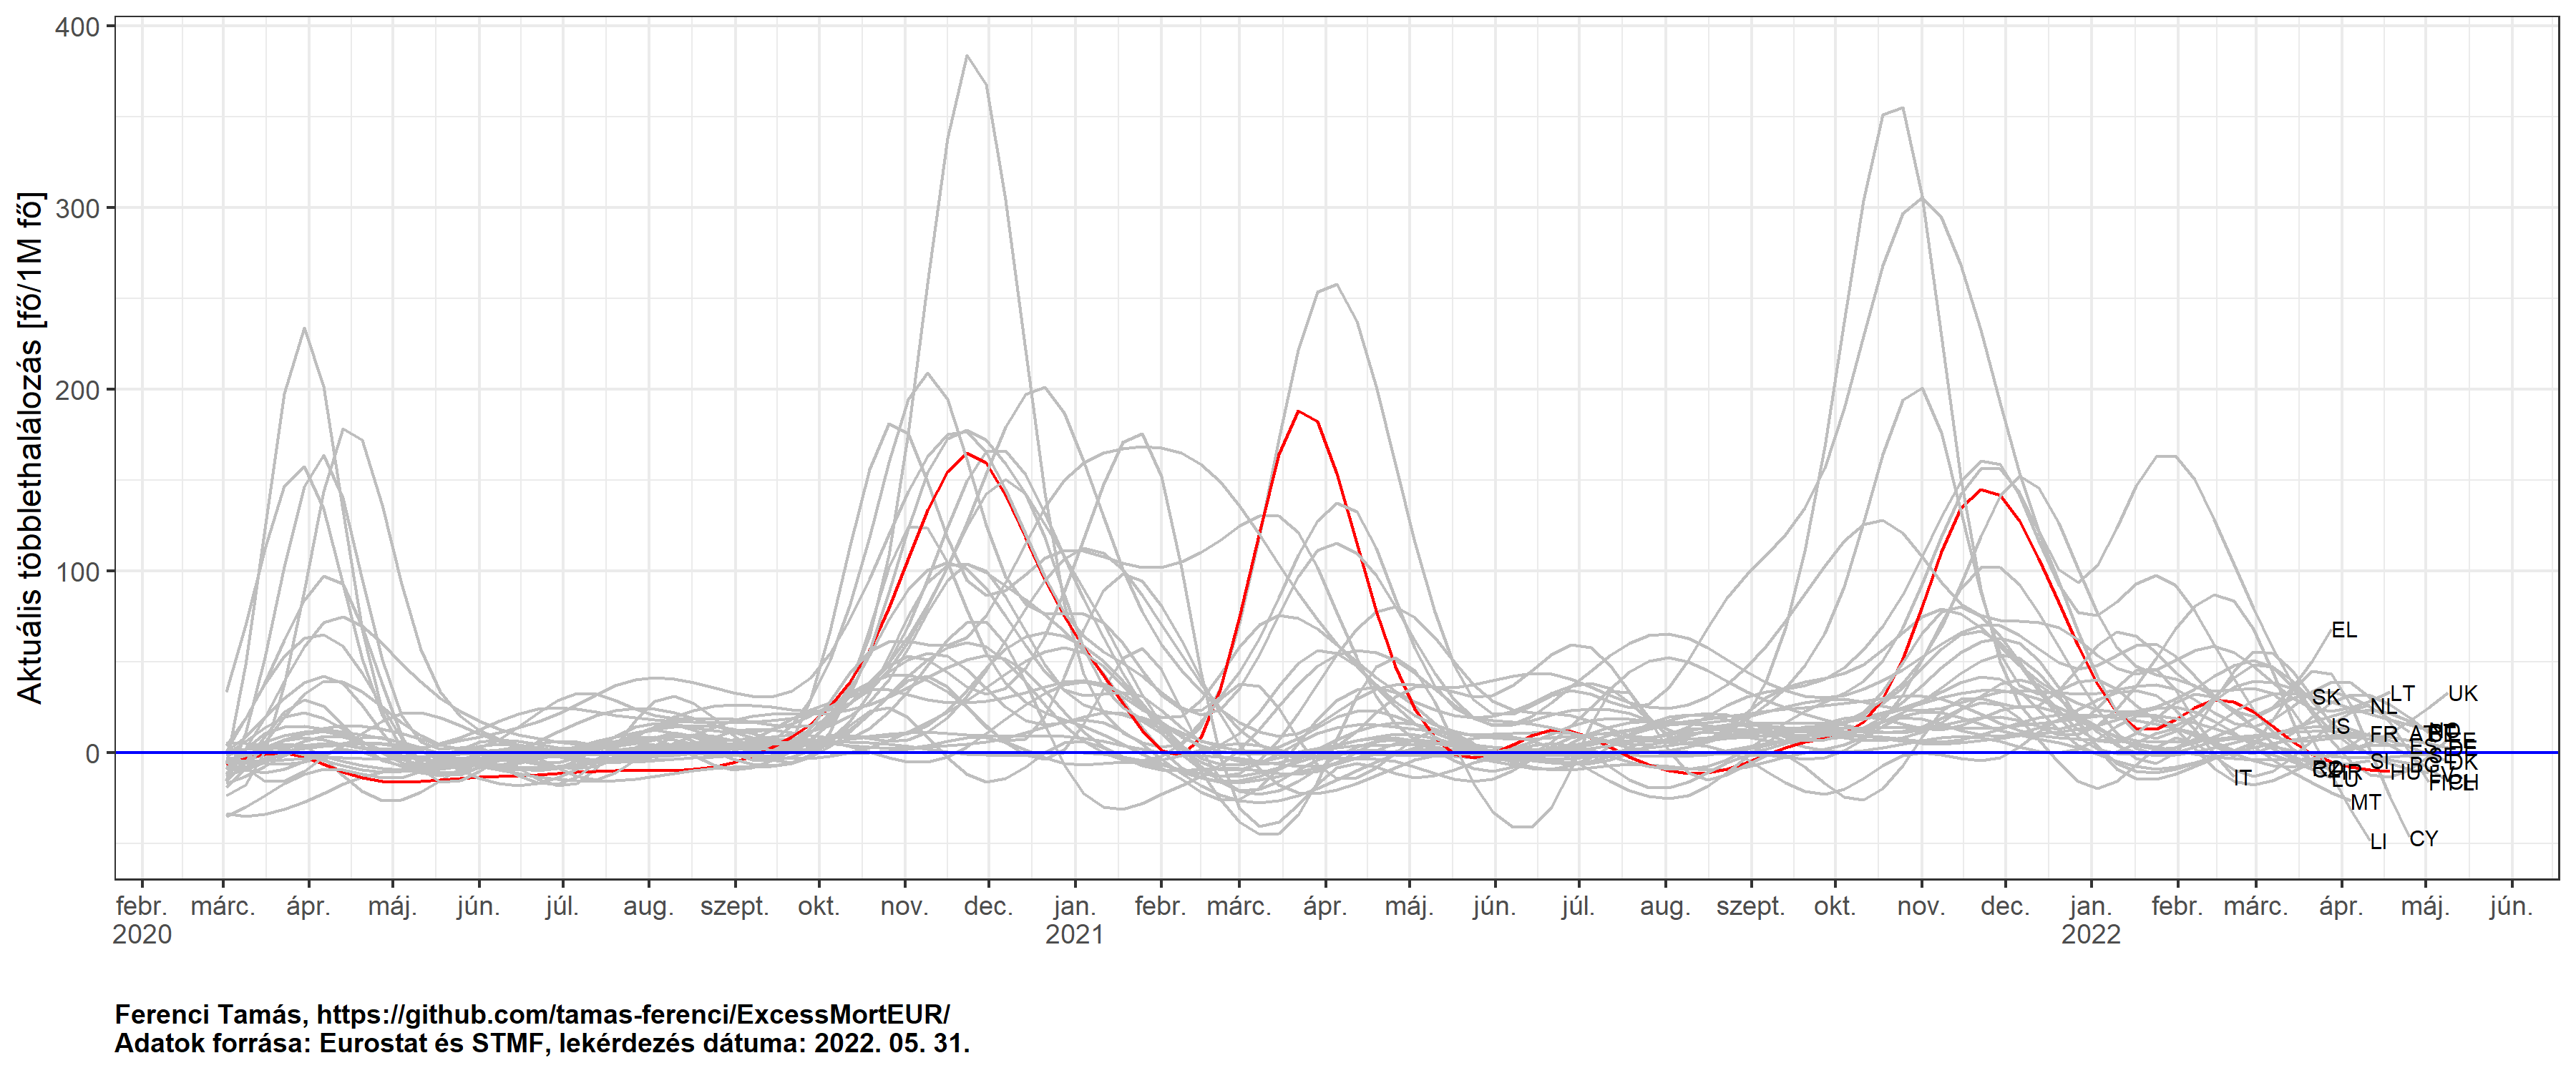 Aktuális többlethalálozás [fő/1M fő]
400
300
200
100
0
EL
SK
LT
UK
NL
IS
FR
AT
SI
HU
IT
LU
MT
CY
LI
DK
BG
CH
febr. márc. ápr. máj. jún. júl. aug. szept. okt. nov. dec. jan. febr. márc. ápr. máj. jún. júl. aug. szept. okt. nov. dec. jan. febr. márc. ápr. máj. jún.
2020 2021 2022
Ferenci Tamás, https://github.com/tamas-ferenci/ExcessMortEUR/
Adatok forrása: Eurostat és STMF, lekérdezés dátuma: 2022. 05. 31.